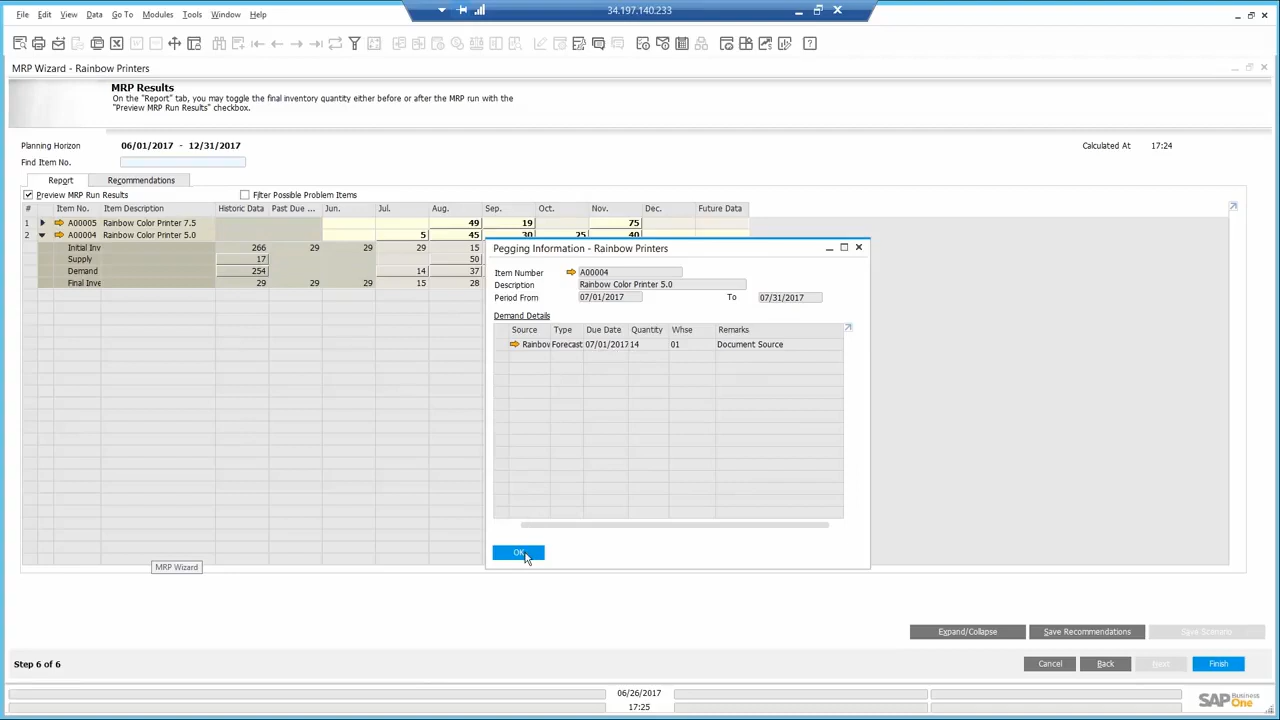 34.197.140.233
File Edit View Data Go To Modules Tools Window Help
MRP Wizard - Rainbow Printers
MRP Results
On the "Report" tab, you may toggle the final inventory quantity either before or after the MRP run with the
"Preview MRP Run Results" checkbox.
Planning Horizon 06/01/2017 - 12/31/2017 Calculated At 17:24
Find Item No.
Report Recommendations
Preview MRP Run Results Filter Possible Problem Items
# Item No. Item Description Historic Data Past Due ... Jun. Jul. Aug. Sep. Oct. Nov. Dec. Future Data
1 A00005 Rainbow Color Printer 7.5 49 19 75
2 A00004 Rainbow Color Printer 5.0 5 45 30 25 40
Initial Inv 266 29 29 29 15
Supply 17 50
Demand 254 14 37
Final Inve 29 29 29 15 28
Pegging Information - Rainbow Printers
Item Number A00004
Description Rainbow Color Printer 5.0
Period From 07/01/2017 To 07/31/2017
Demand Details
Source Type Due Date Quantity Whse Remarks
Rainbow Forecast 07/01/2017 14 01 Document Source
OK
MRP Wizard
Expand/Collapse Save Recommendations Save Scenario
Step 6 of 6 Cancel Back Next Finish
06/26/2017
17:25
SAP Business One